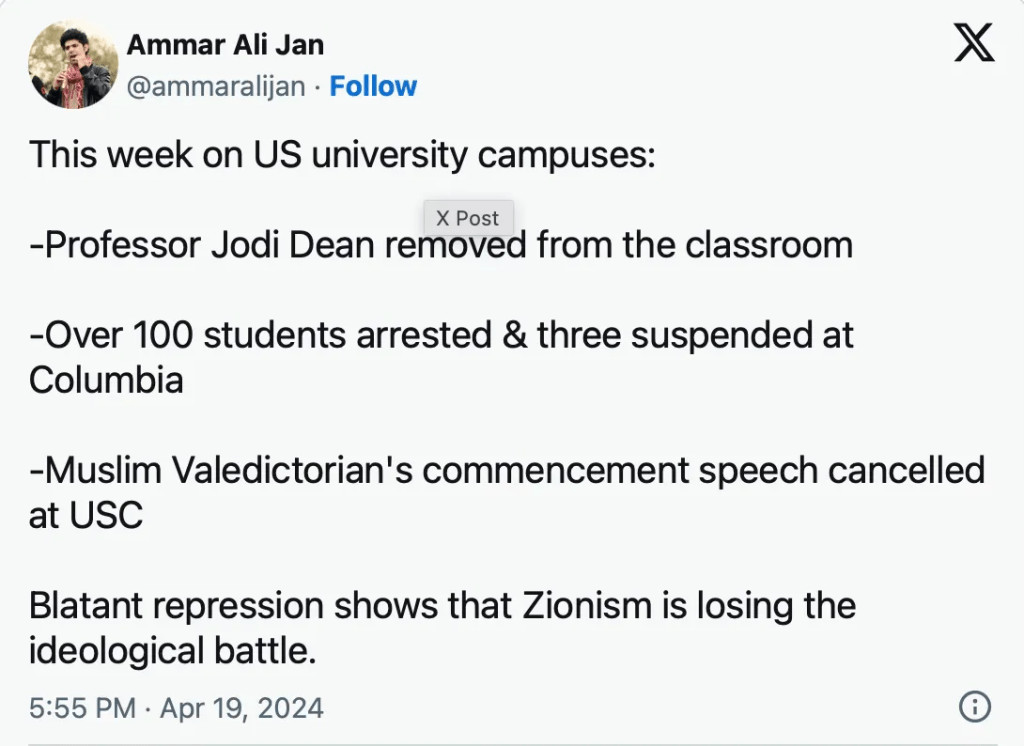 Ammar Ali Jan
@ammaralijan · Follow
This week on US university campuses:
X Post
-Professor Jodi Dean removed from the classroom
-Over 100 students arrested & three suspended at
Columbia
-Muslim Valedictorian's commencement speech cancelled
at USC
Blatant repression shows that Zionism is losing the
ideological battle.
5:55 PM · Apr 19, 2024